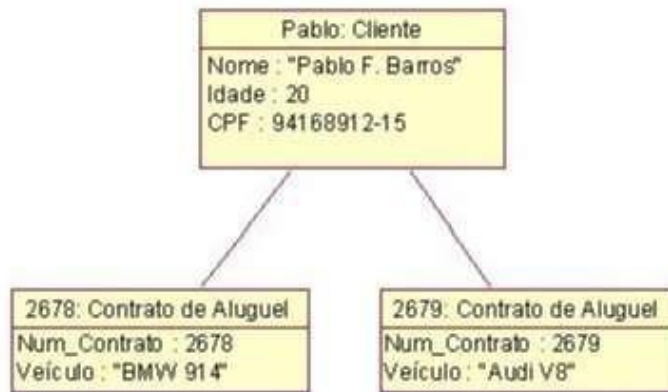 Pablo: Cliente
Nome : "Pablo F. Barros"
Idade : 20
CPF : 94168912-15
2678: Contrato de Aluguel
Num_Contrato : 2678
Veículo : "BMW 914"
2679: Contrato de Aluguel
Num_Contrato : 2679
Veículo : "Audi V8"